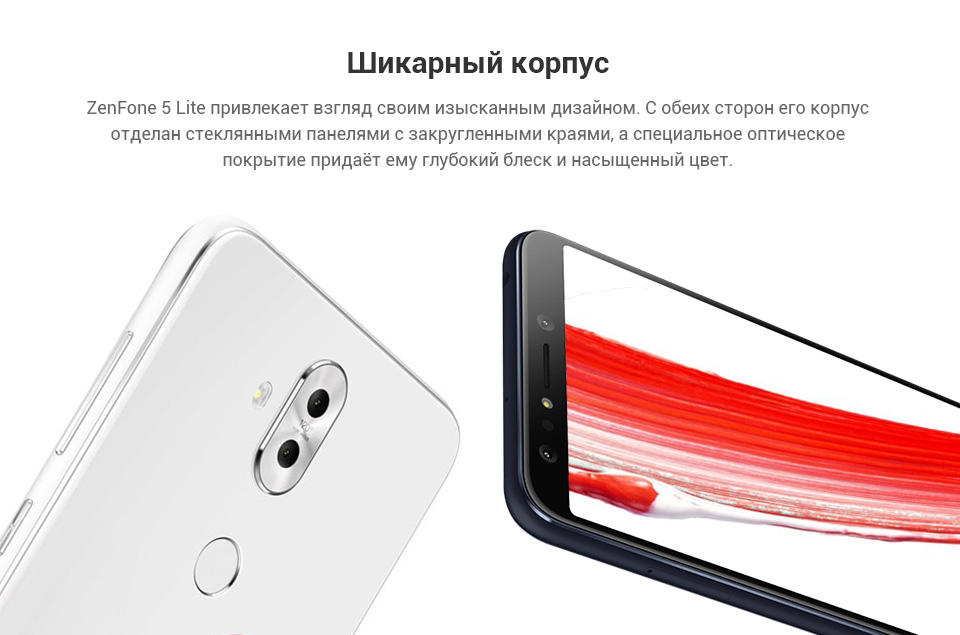 Шикарный корпус
ZenFone 5 Lite привлекает взгляд своим изысканным дизайном. С обеих сторон его корпус
отделан стеклянными панелями с закругленными краями, а специальное оптическое
покрытие придаёт ему глубокий блеск и насыщенный цвет.